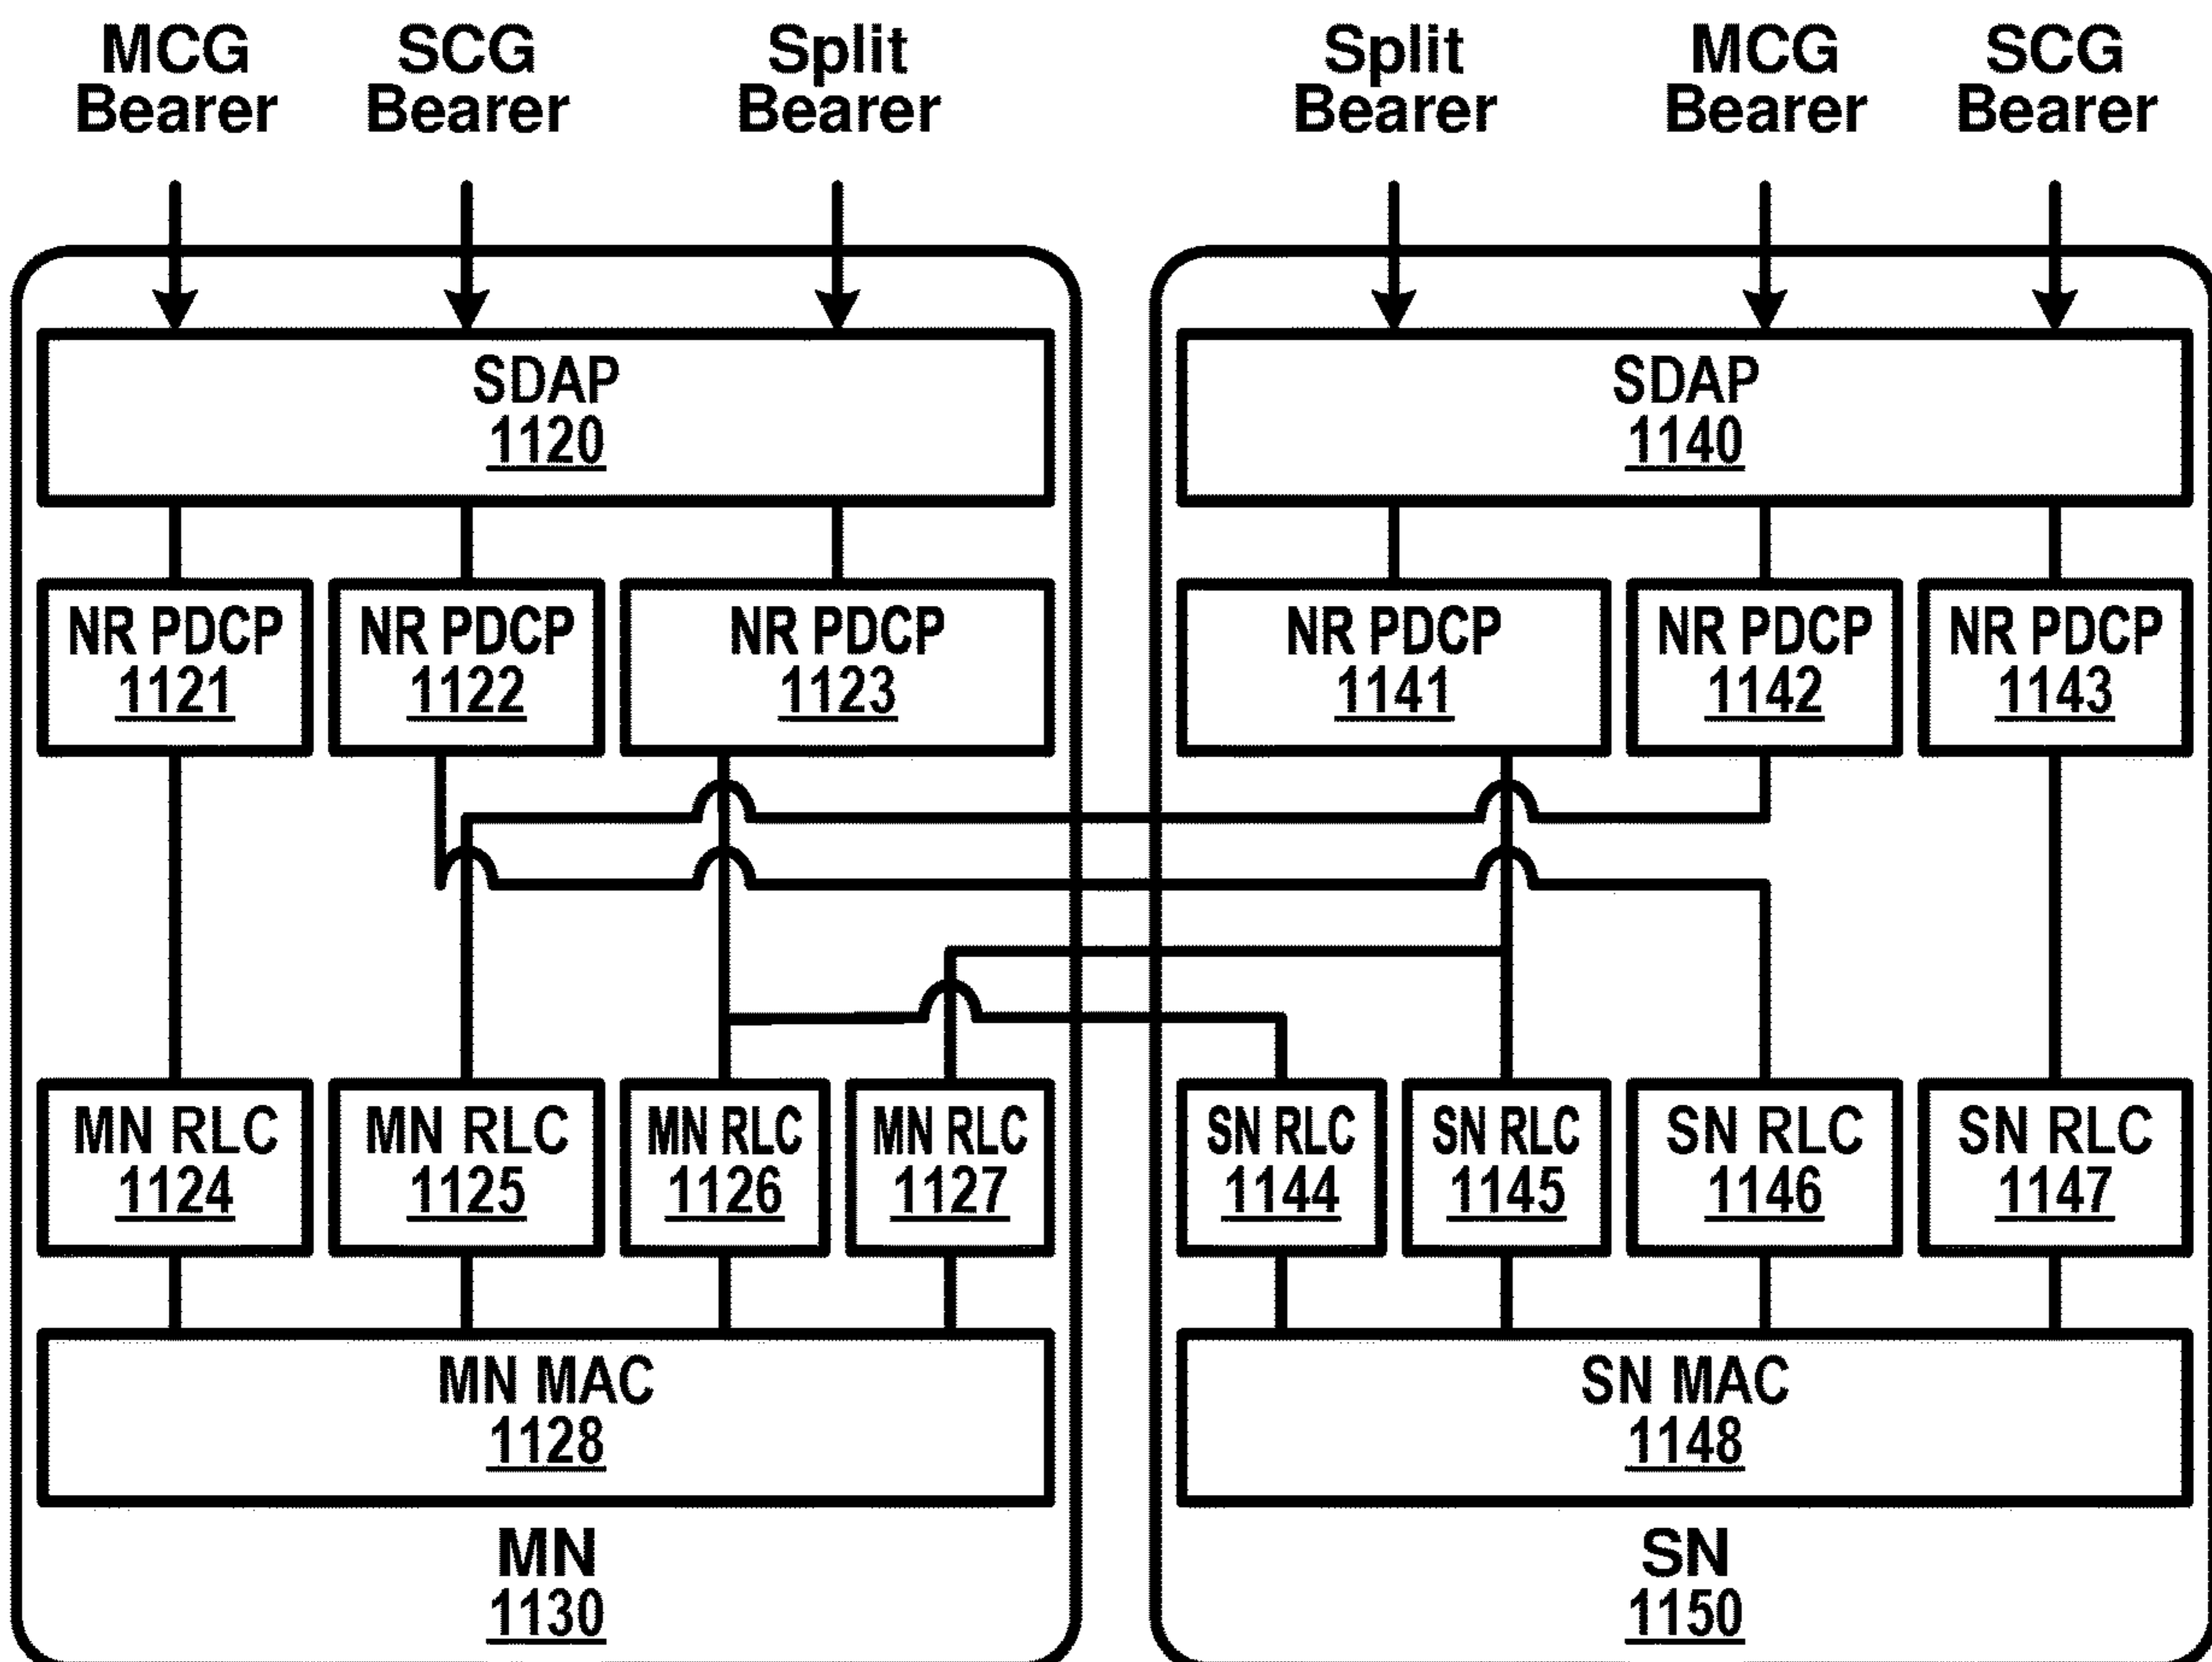 MCG
Bearer
SCG
Bearer
Split
Bearer
Split
Bearer
MCG
Bearer
SCG
Bearer
SDAP
1120
SDAP
1140
NR PDCP
1121
NR PDCP
1122
NR PDCP
1123
NR PDCP
1141
NR PDCP
1142
NR PDCP
1143
MN RLC
1124
MN RLC
1125
MN RLC
1126
MN RLC
1127
SN RLC
1144
SN RLC
1145
SN RLC
1146
SN RLC
1147
MN MAC
1128
SN MAC
1148
MN
1130
SN
1150